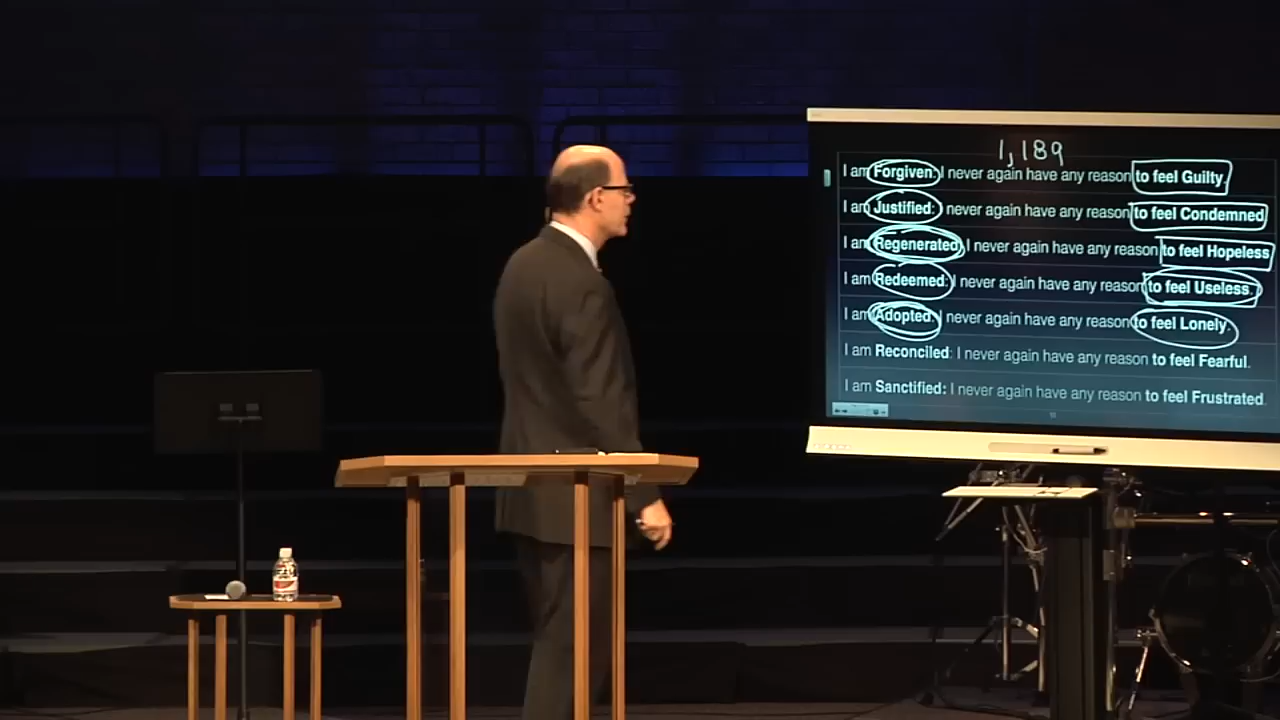 1,189
I am Forgiven: I never again have any reason to feel Guilty.
I am Justified: I never again have any reason to feel Condemned
I am Regenerated: I never again have any reason to feel Hopeless
I am Redeemed: I never again have any reason to feel Useless.
I am Adopted: I never again have any reason to feel Lonely.
I am Reconciled: I never again have any reason to feel Fearful.
I am Sanctified: I never again have any reason to feel Frustrated.